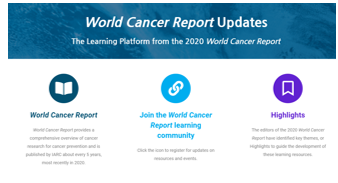 World Cancer Report Updates
The Learning Platform from the 2020 World Cancer Report
World Cancer Report
World Cancer Report provides a
comprehensive overview of cancer
research for cancer prevention and is
published by IARC about every 5 years,
most recently in 2020.
Join the World Cancer
Report learning
community
Click the icon to register for updates on
resources and events.
Highlights
The editors of the 2020 World Cancer
Report have identified key themes, or
Highlights to guide the development of
these learning resources.